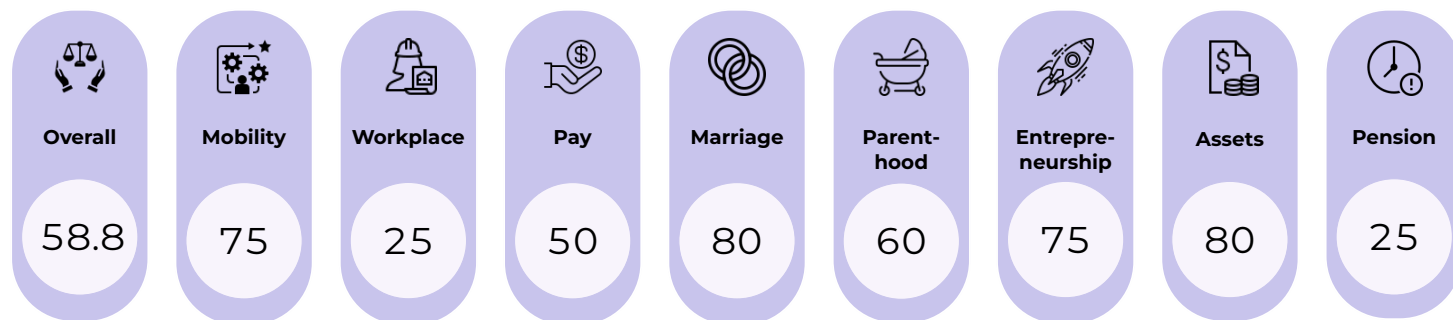 Overall
58.8
Mobility
75
Workplace
25
$
Pay
50
Marriage
80
Parent-
hood
60
Entrepre-
neurship
75
$
Assets
80
Pension
25